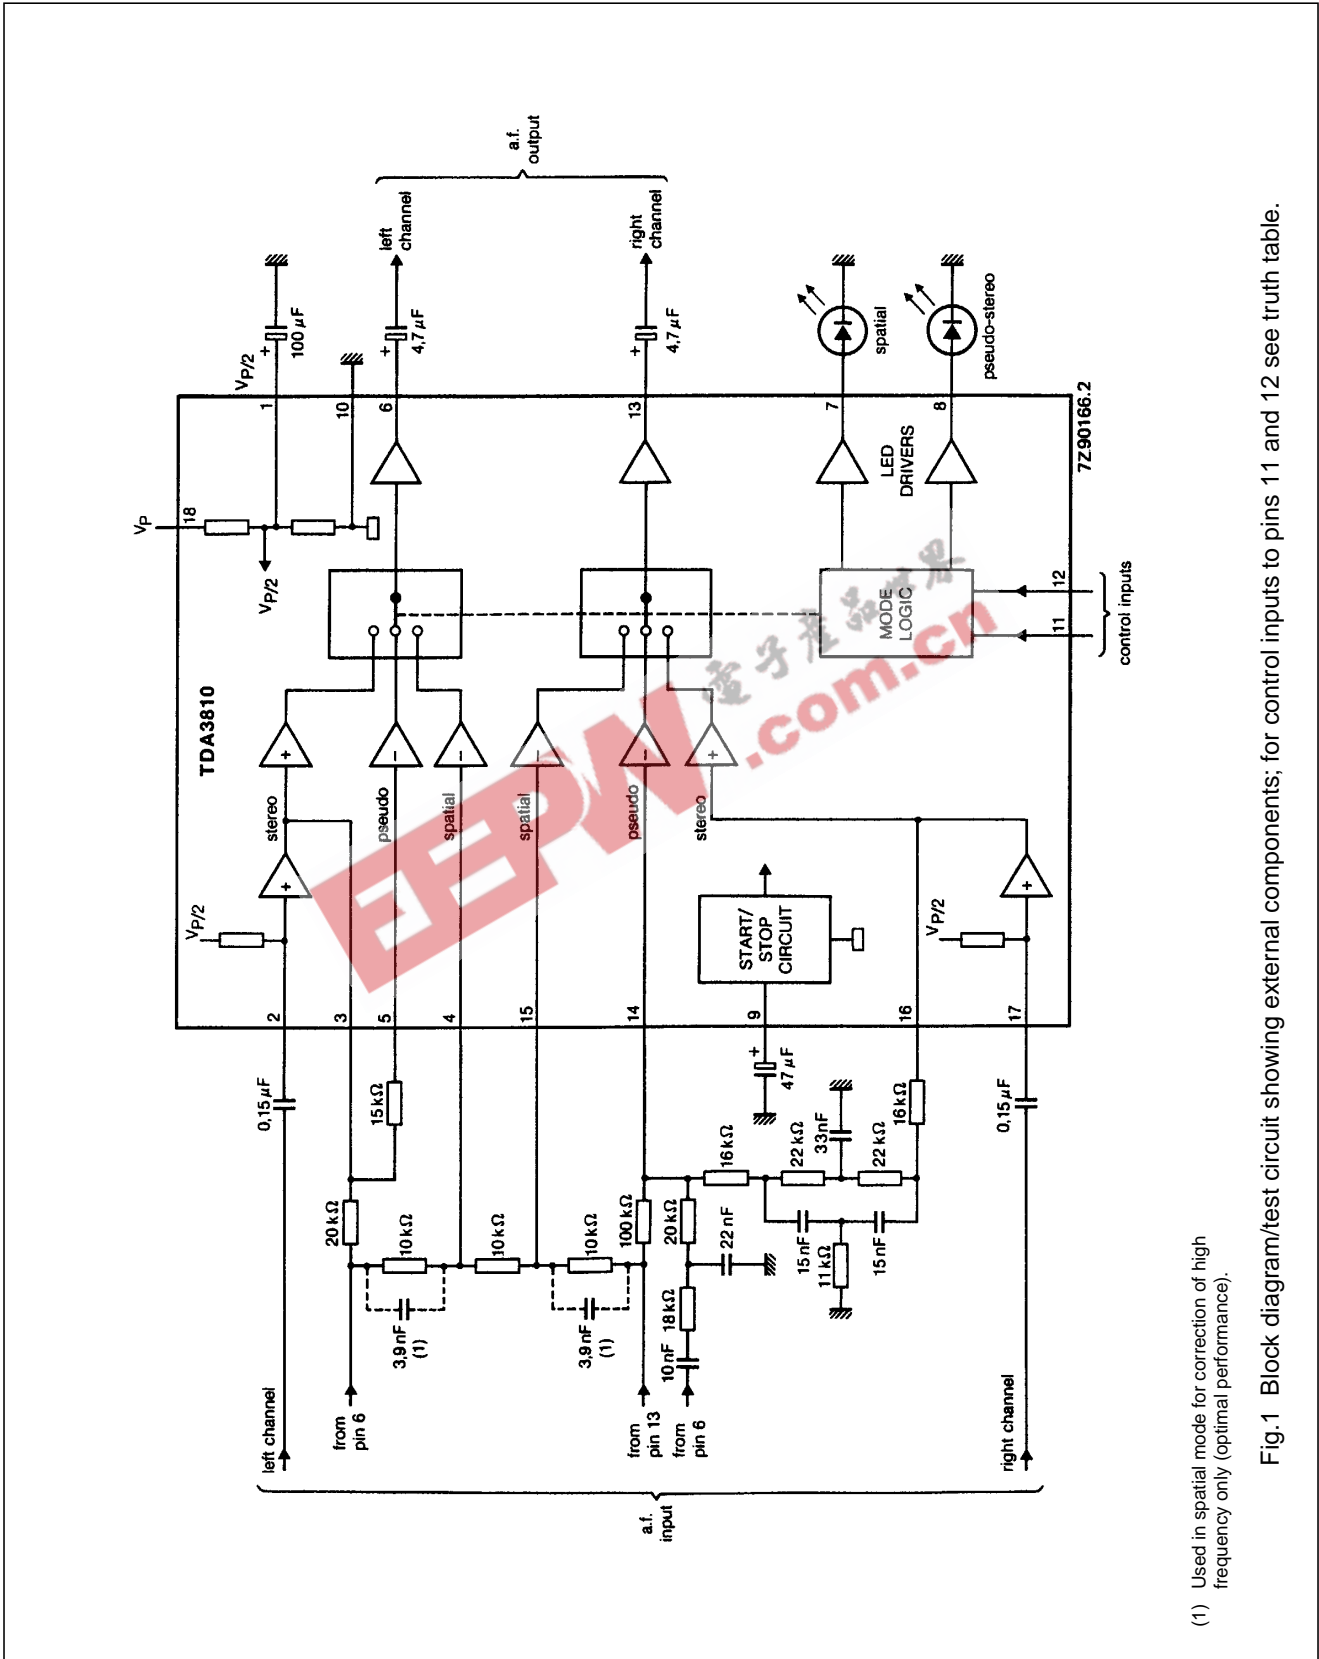 a.f.
output
left
channel
right
channel
VP/2
+
100 µF
+
4,7 µF
+
4,7 µF
spatial
pseudo-stereo
1
10
6
13
7
8
7Z90166.2
VP
18
VP/2
LED
DRIVERS
MODE
LOGIC
12
11
control inputs
TDA3810
+
−
−
−
−
+
stereo
pseudo
spatial
spatial
pseudo
stereo
VP/2
+
START/
STOP
CIRCUIT
VP/2
+
2
3
5
4
15
14
9
16
17
0,15 µF
15 kΩ
+
47 µF
16 kΩ
0,15 µF
20 kΩ
10 kΩ
10 kΩ
10 kΩ
100 kΩ
20 kΩ
22 nF
16 kΩ
22 kΩ
33nF
22 kΩ
3,9nF
(1)
3,9nF
(1)
18 kΩ
10 nF
15 nF
11 kΩ
15 nF
left channel
from
pin 6
from
pin 13
from
pin 6
right channel
a.f.
input
EEPW
.com.cn
電子產品世界
(1) Used in spatial mode for correction of high
frequency only (optimal performance).
Fig.1 Block diagram/test circuit showing external components; for control inputs to pins 11 and 12 see truth table.